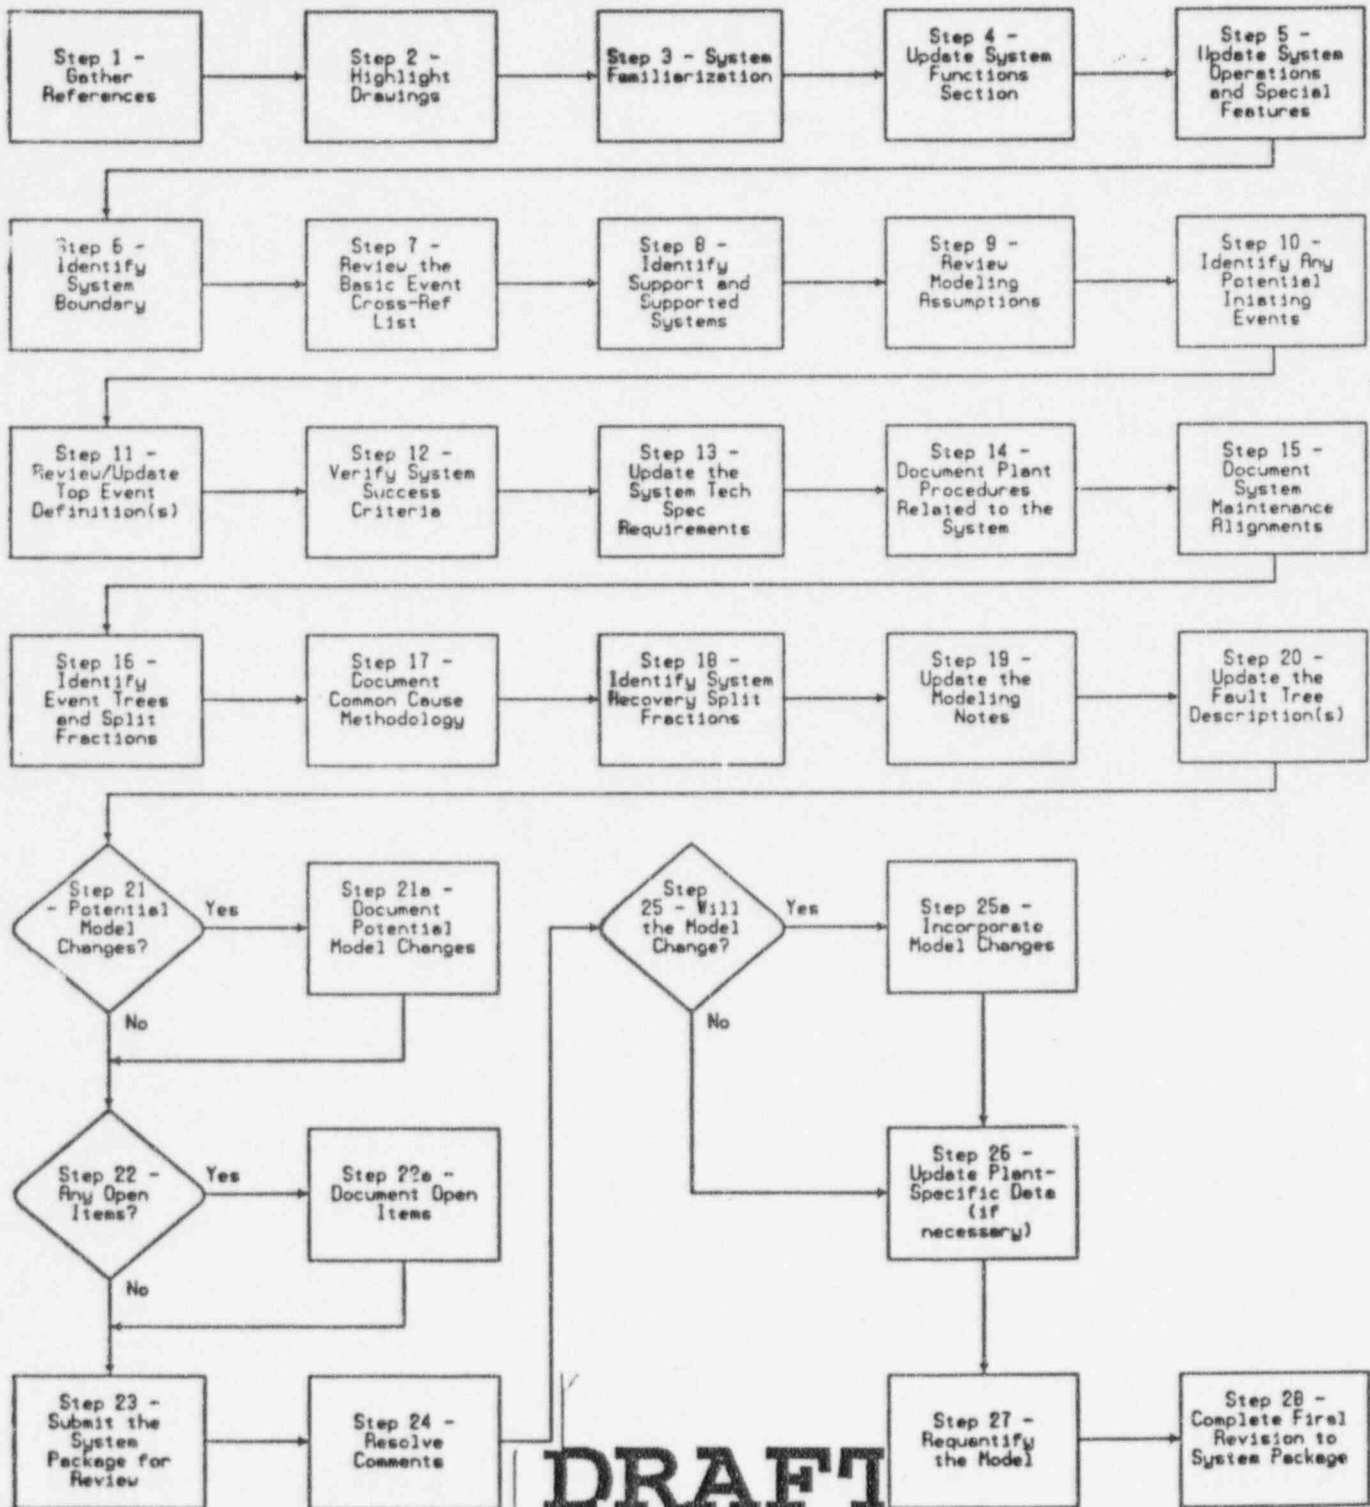 Step 1 -
Gather
References
Step 2 -
Highlight
Drawings
Step 3 - System
Familiarization
Step 4 -
Update System
Functions
Section
Step 5 -
Update System
Operations
and Special
Features
Step 6 -
Identify
System
Boundary
Step 7 -
Review the
Basic Event
Cross-Ref
List
Step 8 -
Identify
Support and
Supported
Systems
Step 9 -
Review
Modeling
Assumptions
Step 10 -
Identify Any
Potential
Iniating
Events
Step 11 -
Review/Update
Top Event
Definition(s)
Step 12 -
Verify System
Success
Criteria
Step 13 -
Update the
System Tech
Spec
Requirements
Step 14 -
Document Plant
Procedures
Related to the
System
Step 15 -
Document
System
Maintenance
Alignments
Step 16 -
Identify
Event Trees
and Split
Fractions
Step 17 -
Document
Common Cause
Methodology
Step 18 -
Identify System
Recovery Split
Fractions
Step 19 -
Update the
Modeling
Notes
Step 20 -
Update the
Fault Tree
Description(s)
Step 21
- Potential
Model
Changes?
Yes
No
Step 21a -
Document
Potential
Model Changes
Step
25 - Will
the Model
Change?
Yes
No
Step 25a -
Incorporate
Model Changes
Step 22 -
Any Open
Items?
Yes
No
Step 22a -
Document Open
Items
Step 26 -
Update Plant-
Specific Data
(if
necessary)
Step 23 -
Submit the
System
Package for
Review
Step 24 -
Resolve
Comments
Step 27 -
Requantify
the Model
Step 28 -
Complete Final
Revision to
System Package
DRAFT